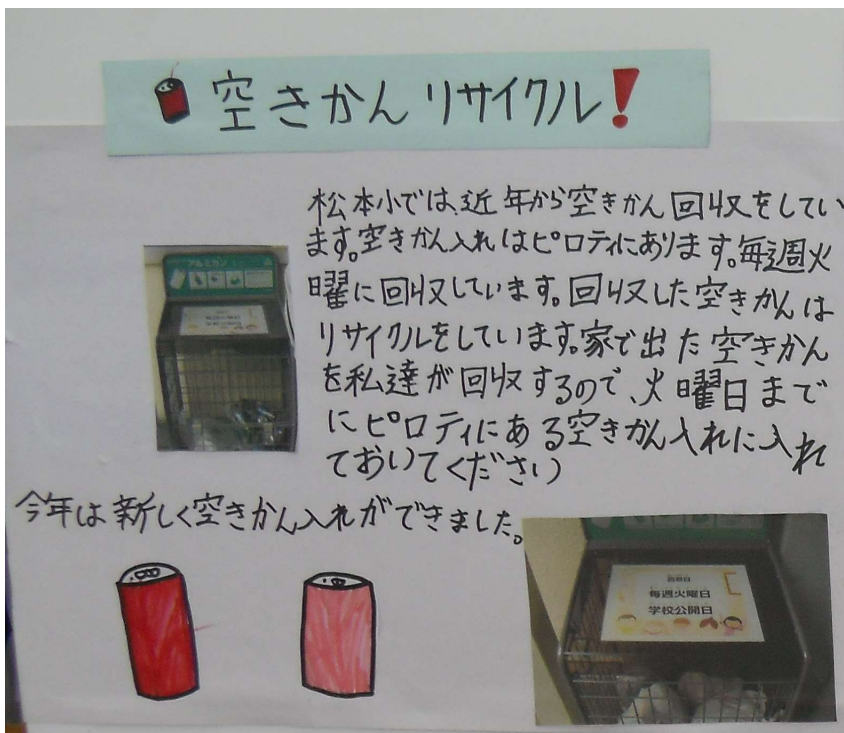 空きかんリサイクル!
松本小では、近年から空きかん回収をしてい
ます。空きかん入れはピロティにあります。毎週火
曜に回収しています。回収した空きかんは
リサイクルをしています。家で出た空きかん
を私達が回収するので、火曜日まで
にピロティにある空きかん入れに入れ
ておいてください
今年は新しく空きかん入れができました。
アルミカン
回収日
毎週火曜日
学校公開日